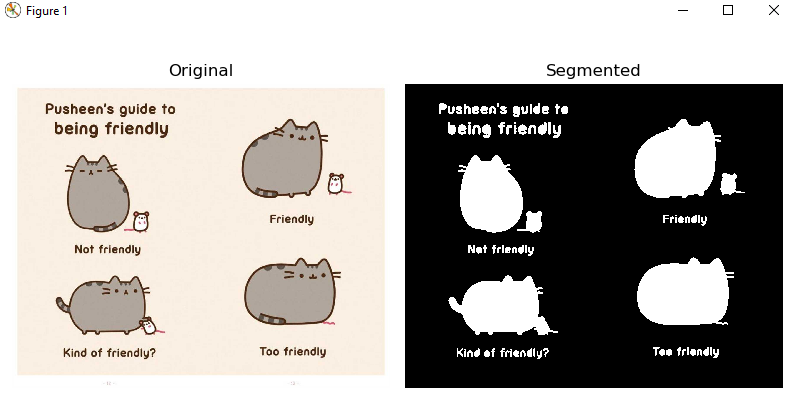 Figure 1
Original
Segmented
Pusheen's guide to
being friendly
Not friendly
Friendly
Kind of friendly?
Too friendly
Pusheen's guide to
being friendly
Not friendly
Friendly
Kind of friendly?
Too friendly